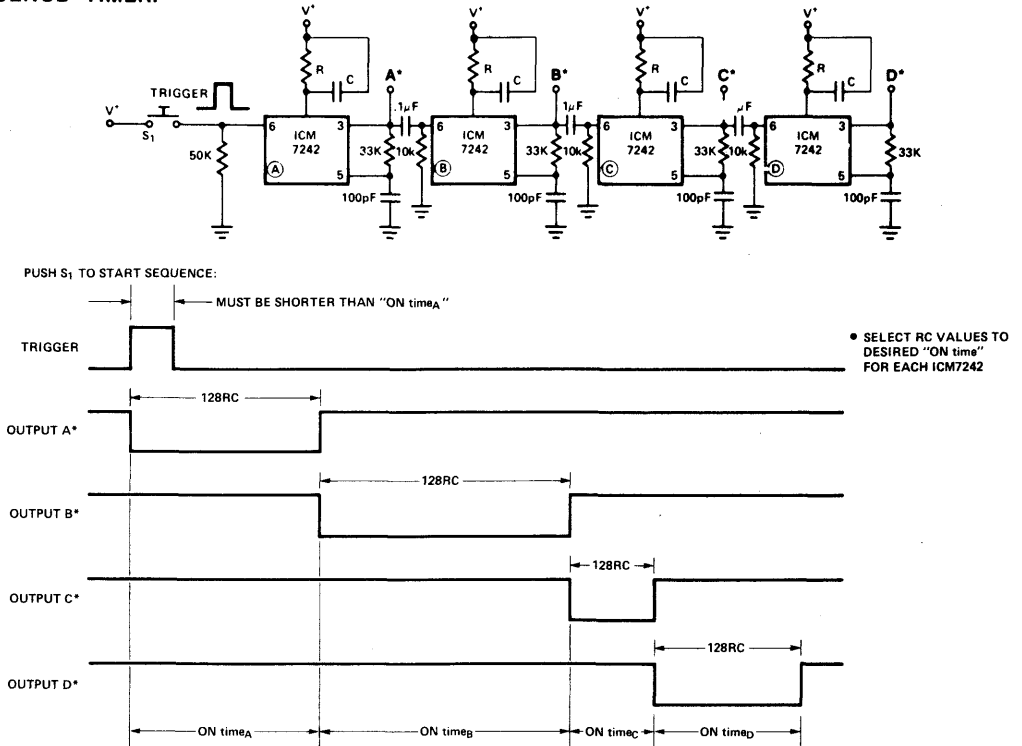 V+ V+ V+ V+
R R R R
C C C C
A* B* C* D*
TRIGGER
V+
S1
50K
6 ICM 7242 3
A 5
1μF
33K 10k
100pF
6 ICM 7242 3
B 5
1μF
33K 10k
100pF
6 ICM 7242 3
C 5
μF
33K 10k
100pF
6 ICM 7242 3
D 5
33K
100pF
PUSH S1 TO START SEQUENCE:
MUST BE SHORTER THAN "ON timeA"
TRIGGER
• SELECT RC VALUES TO
DESIRED "ON time"
FOR EACH ICM7242
128RC
OUTPUT A*
128RC
OUTPUT B*
128RC
OUTPUT C*
128RC
OUTPUT D*
ON timeA ON timeB ON timeC ON timeD